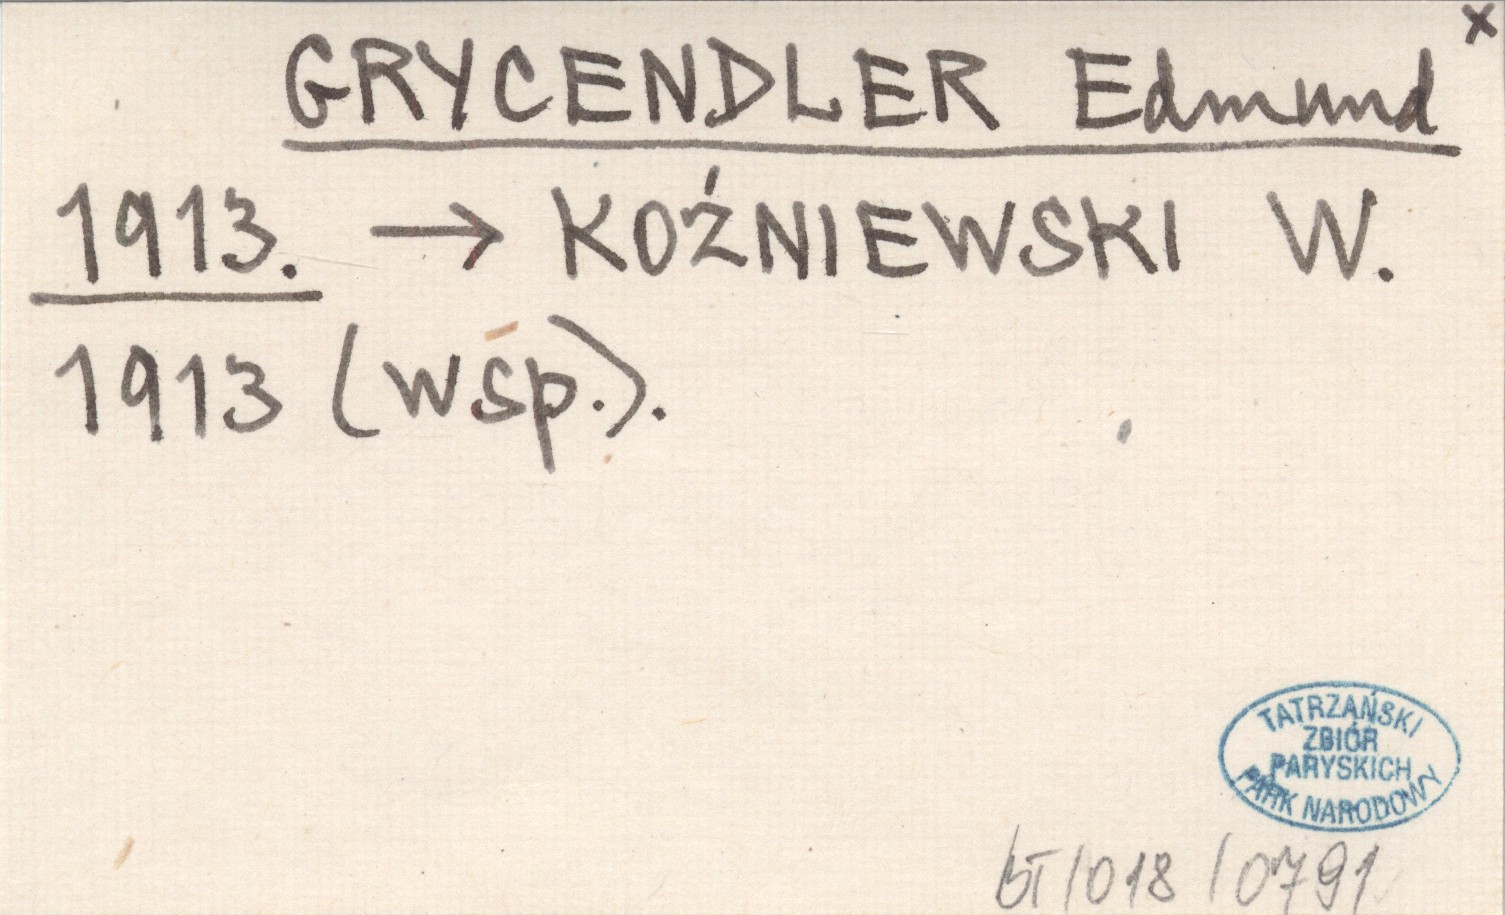 x
GRYCENDLER Edmund
1913. → KOŹNIEWSKI W.
1913 (wsp.).
TATRZAŃSKI
ZBIÓR
PARYSKICH
PARK NARODOWY
bT/018/0791